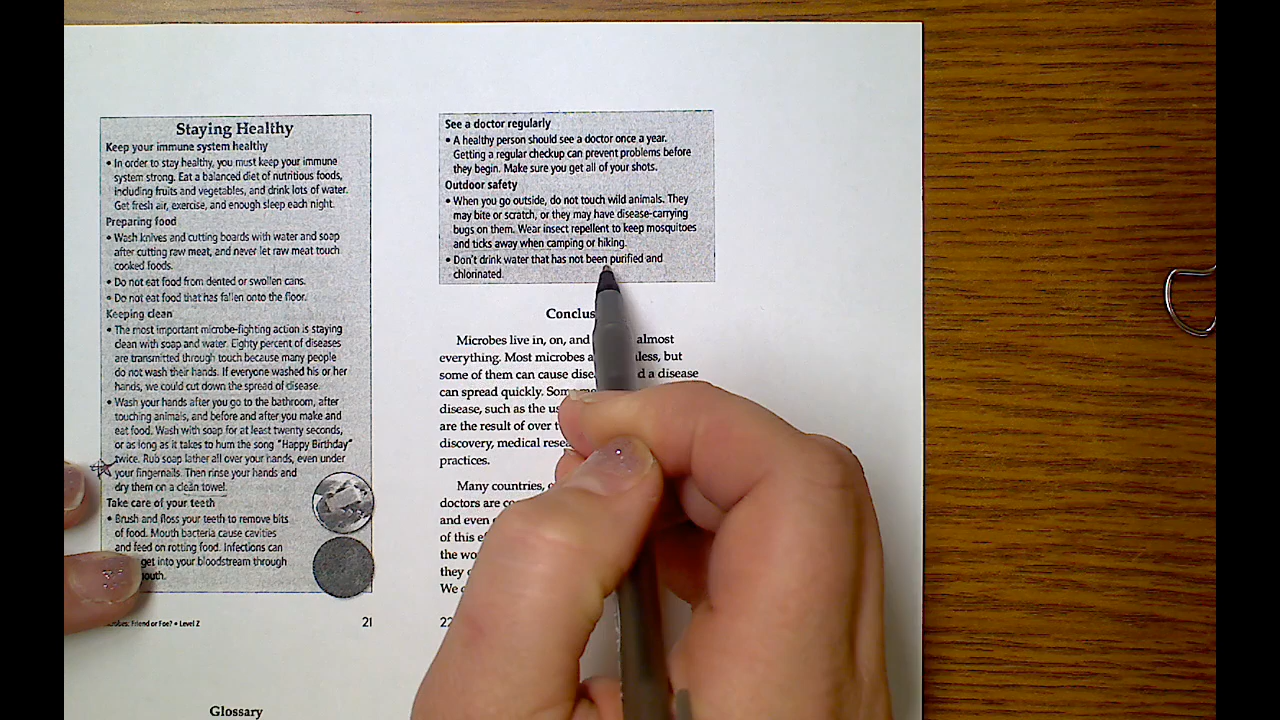 Staying Healthy
Keep your immune system healthy
• In order to stay healthy, you must keep your immune
system strong. Eat a balanced diet of nutritious foods,
including fruits and vegetables, and drink lots of water.
Get fresh air, exercise, and enough sleep each night.
Preparing food
• Wash knives and cutting boards with water and soap
after cutting raw meat, and never let raw meat touch
cooked foods.
• Do not eat food from dented or swollen cans.
• Do not eat food that has fallen onto the floor.
Keeping clean
• The most important microbe-fighting action is staying
clean with soap and water. Eighty percent of diseases
are transmitted through touch because many people
do not wash their hands. If everyone washed his or her
hands, we could cut down the spread of disease.
• Wash your hands after you go to the bathroom, after
touching animals, and before and after you make and
eat food. Wash with soap for at least twenty seconds,
or as long as it takes to hum the song "Happy Birthday"
twice. Rub soap lather all over your hands, even under
your fingernails. Then rinse your hands and
dry them on a clean towel.
Take care of your teeth
• Brush and floss your teeth to remove bits
of food. Mouth bacteria cause cavities
and feed on rotting food. Infections can
get into your bloodstream through
Friend or Foe? • Level Z
21
Glossary
See a doctor regularly
• A healthy person should see a doctor once a year.
Getting a regular checkup can prevent problems before
they begin. Make sure you get all of your shots.
Outdoor safety
• When you go outside, do not touch wild animals. They
may bite or scratch, or they may have disease-carrying
bugs on them. Wear insect repellent to keep mosquitoes
and ticks away when camping or hiking.
• Don't drink water that has not been purified and
chlorinated.
Microbes live in, on, and almost
everything. Most microbes but
some of them can cause a disease
can spread quickly.
disease, such as the
are the result of over
discovery, medical
practices.
Many countries,
doctors are
and even
of this
the
they
We
22